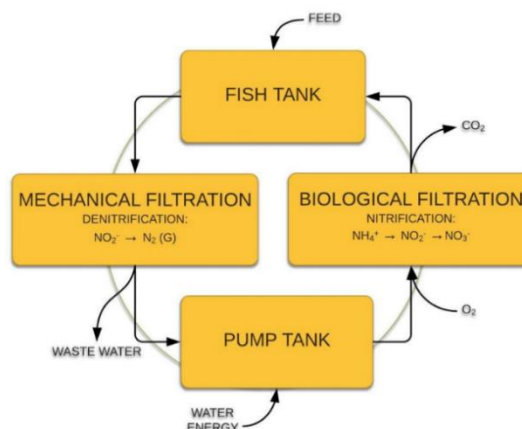 FEED
FISH TANK
CO₂
MECHANICAL FILTRATION
DENITRIFICATION:
NO₂⁻ → N₂ (G)
BIOLOGICAL FILTRATION
NITRIFICATION:
NH₄⁺ → NO₂⁻ → NO₃⁻
O₂
WASTE WATER
PUMP TANK
WATER
ENERGY